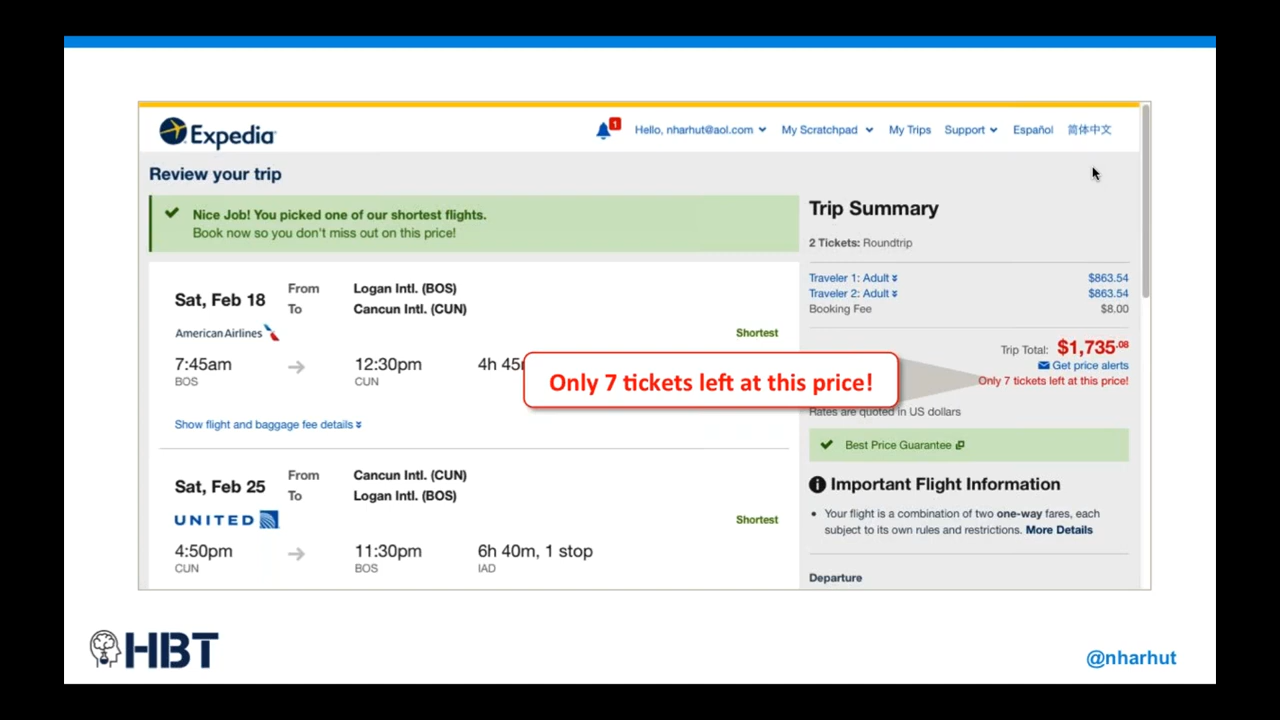 Expedia
1
Hello, nharhut@aol.com
My Scratchpad
My Trips
Support
Español
简体中文
Review your trip
Nice Job! You picked one of our shortest flights.
Book now so you don't miss out on this price!
Sat, Feb 18
From
Logan Intl. (BOS)
To
Cancun Intl. (CUN)
American Airlines
Shortest
7:45am
12:30pm
4h 45
BOS
CUN
Only 7 tickets left at this price!
Show flight and baggage fee details
Sat, Feb 25
From
Cancun Intl. (CUN)
To
Logan Intl. (BOS)
UNITED
Shortest
4:50pm
11:30pm
6h 40m, 1 stop
CUN
BOS
IAD
Trip Summary
2 Tickets: Roundtrip
Traveler 1: Adult
$863.54
Traveler 2: Adult
$863.54
Booking Fee
$8.00
Trip Total: $1,735.08
Get price alerts
Only 7 tickets left at this price!
Rates are quoted in US dollars
Best Price Guarantee
Important Flight Information
Your flight is a combination of two one-way fares, each
subject to its own rules and restrictions. More Details
Departure
HBT
@nharhut